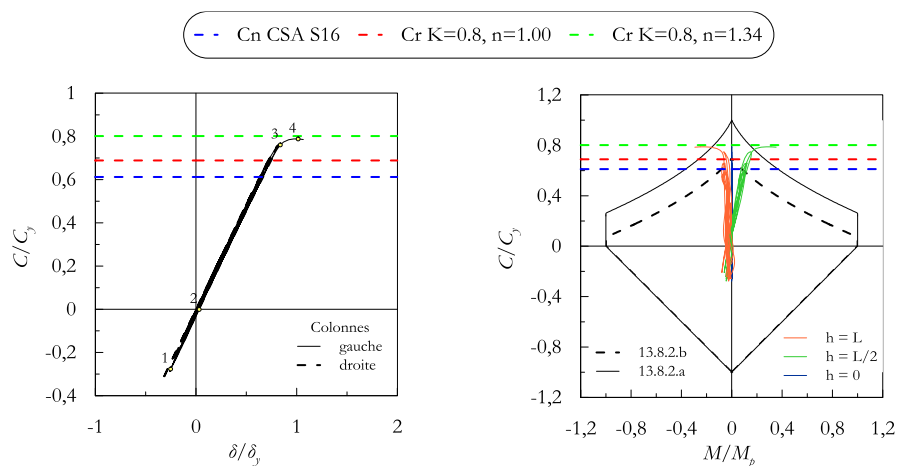 Cn CSA S16 Cr K=0.8, n=1.00 Cr K=0.8, n=1.34
1
0,8
0,6
0,4
0,2
0
-0,2
-0,4
C/Cy
3 4
2
1
Colonnes
gauche
droite
-1 0 1 2
δ/δy
1,2
0,8
0,4
0
-0,4
-0,8
-1,2
C/Cy
13.8.2.b
13.8.2.a
h = L
h = L/2
h = 0
-1,2 -0,8 -0,4 0 0,4 0,8 1,2
M/Mp